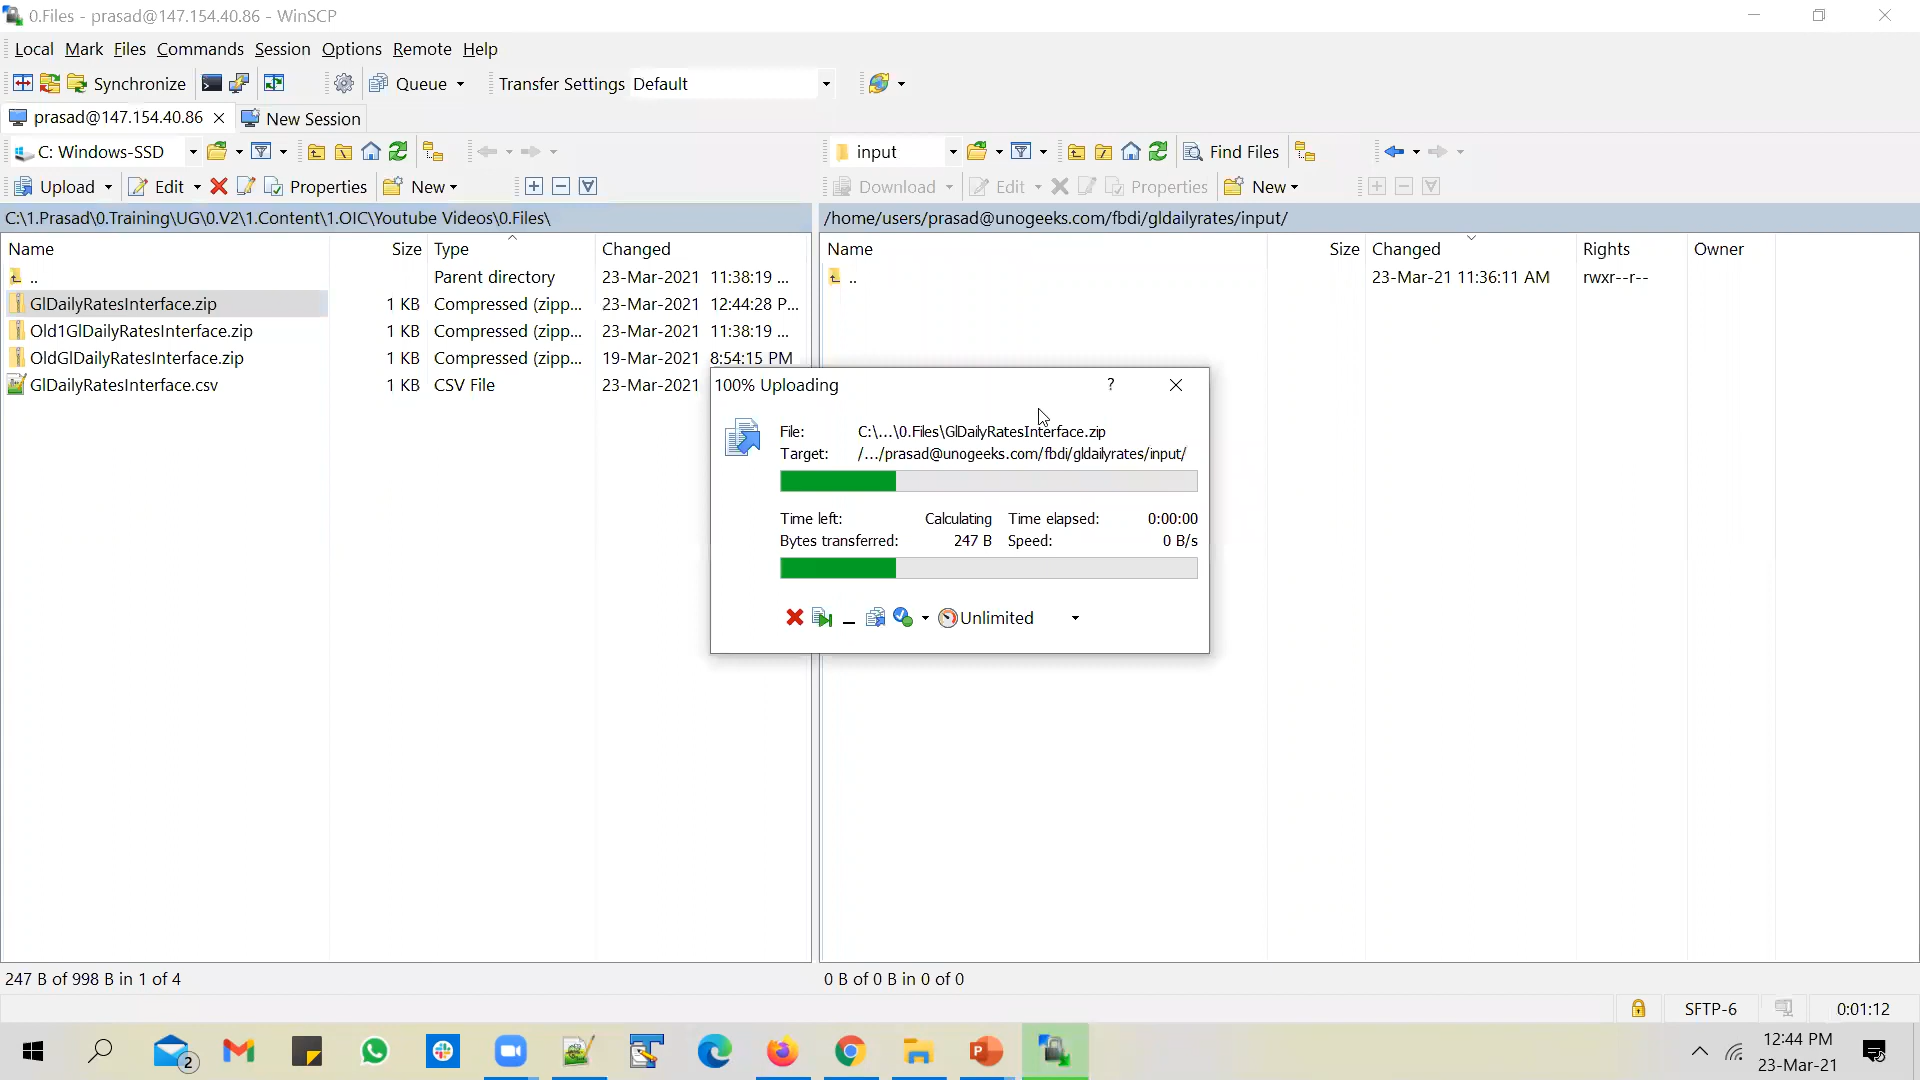 0.Files - prasad@147.154.40.86 - WinSCP
Local Mark Files Commands Session Options Remote Help
Synchronize Queue Transfer Settings Default
prasad@147.154.40.86 New Session
C: Windows-SSD input Find Files
Upload Edit Properties New Download Edit Properties New
C:\1.Prasad\0.Training\UG\0.V2\1.Content\1.OIC\Youtube Videos\0.Files\ /home/users/prasad@unogeeks.com/fbdi/gldailyrates/input/
Name Size Type Changed Name Size Changed Rights Owner
.. Parent directory 23-Mar-2021 11:38:19 ... .. 23-Mar-21 11:36:11 AM rwxr--r--
GlDailyRatesInterface.zip 1 KB Compressed (zipp... 23-Mar-2021 12:44:28 P...
Old1GlDailyRatesInterface.zip 1 KB Compressed (zipp... 23-Mar-2021 11:38:19 ...
OldGlDailyRatesInterface.zip 1 KB Compressed (zipp... 19-Mar-2021 8:54:15 PM
GlDailyRatesInterface.csv 1 KB CSV File 23-Mar-2021
100% Uploading ?
File: C:\...\0.Files\GlDailyRatesInterface.zip
Target: /.../prasad@unogeeks.com/fbdi/gldailyrates/input/
Time left: Calculating Time elapsed: 0:00:00
Bytes transferred: 247 B Speed: 0 B/s
Unlimited
247 B of 998 B in 1 of 4 0 B of 0 B in 0 of 0
SFTP-6 0:01:12
2
12:44 PM
23-Mar-21